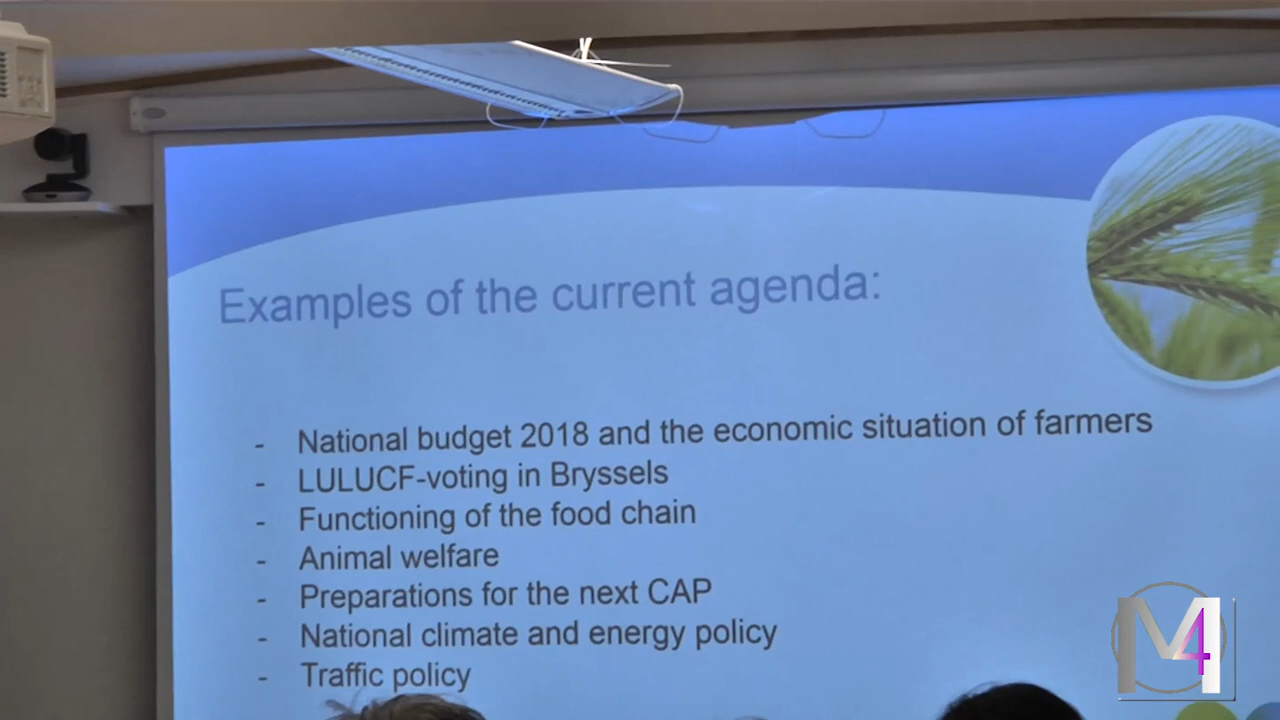 Examples of the current agenda:
- National budget 2018 and the economic situation of farmers
- LULUCF-voting in Bryssels
- Functioning of the food chain
- Animal welfare
- Preparations for the next CAP
- National climate and energy policy
- Traffic policy
M4